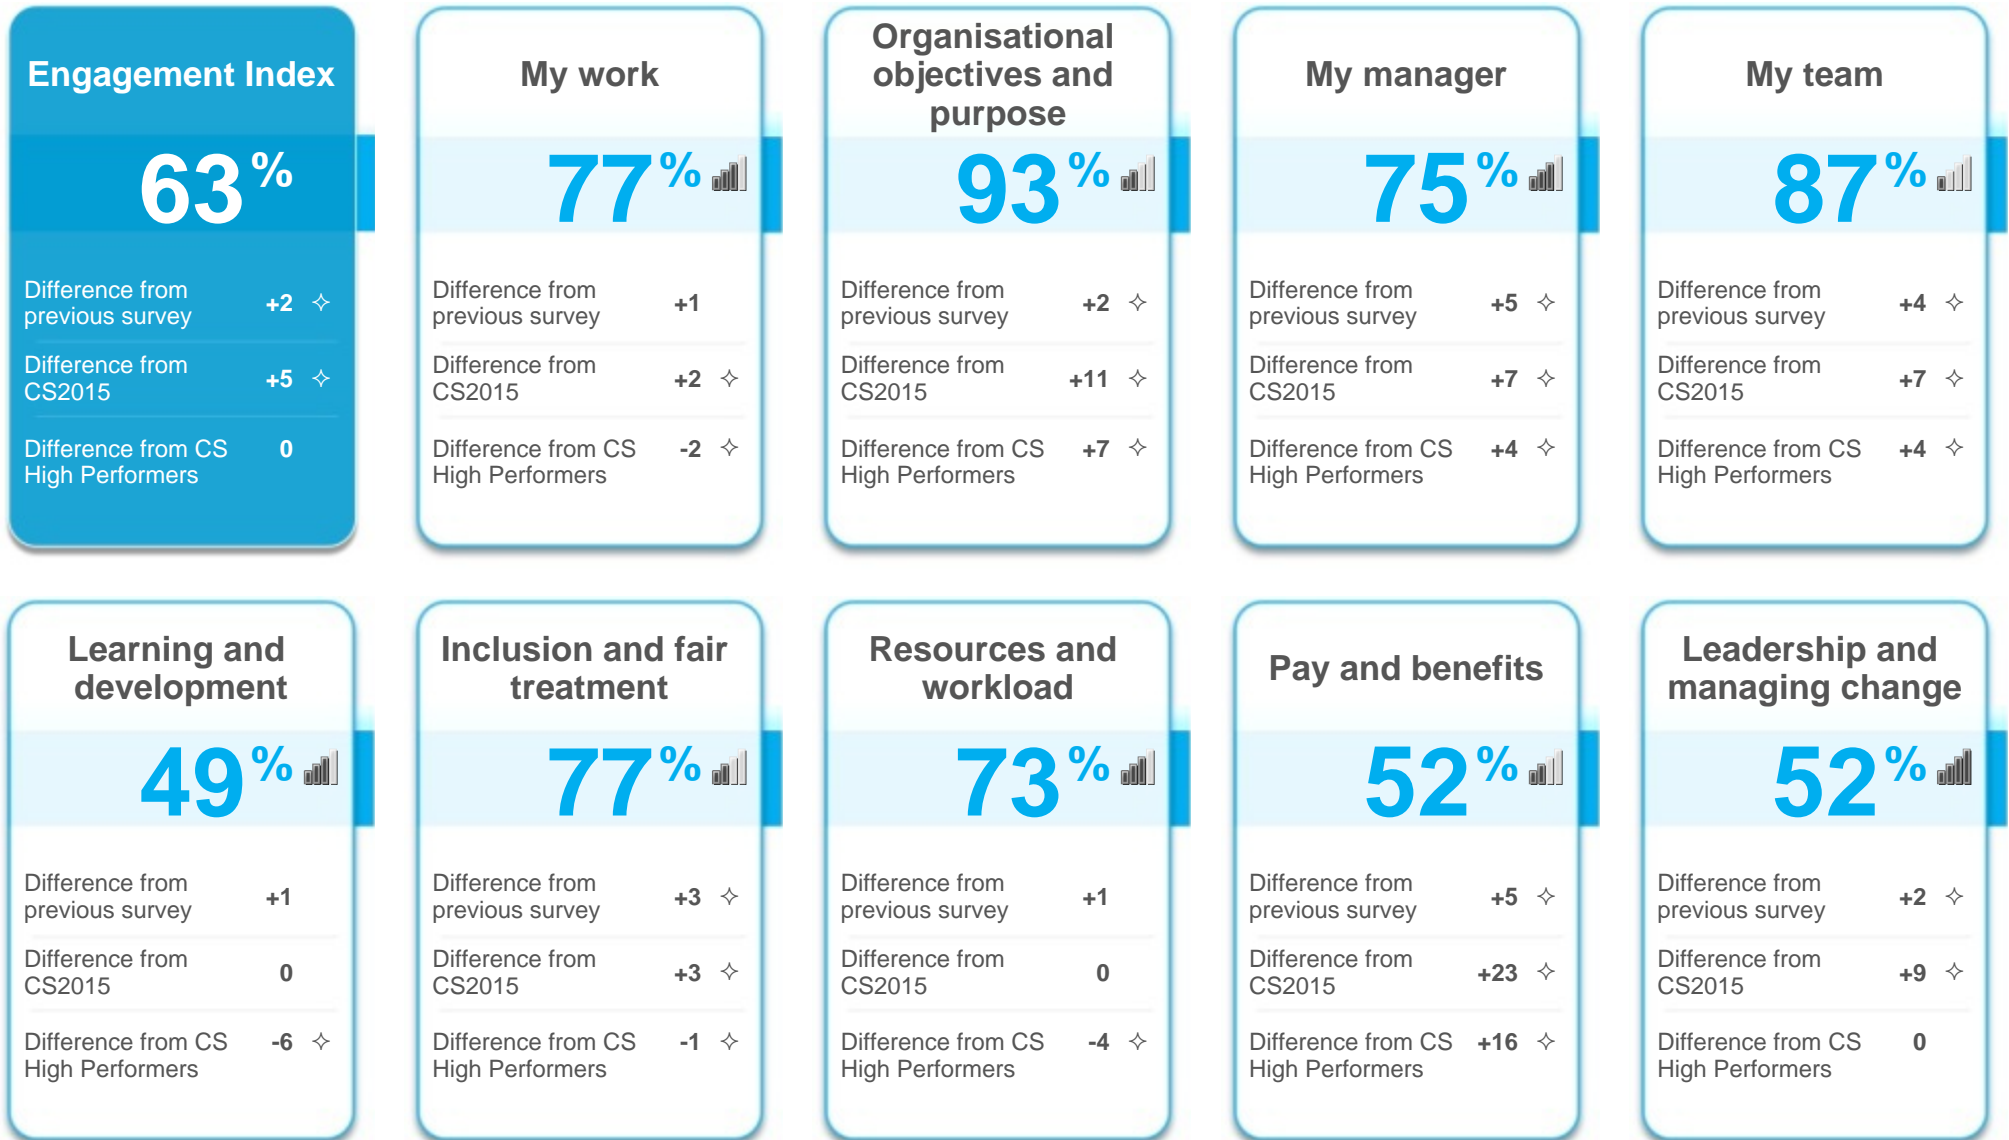 Engagement Index
63%
Difference from
previous survey +2 ✧
Difference from
CS2015 +5 ✧
Difference from CS 0
High Performers
My work
77%
Difference from
previous survey +1
Difference from
CS2015 +2 ✧
Difference from CS -2 ✧
High Performers
Organisational
objectives and
purpose
93%
Difference from
previous survey +2 ✧
Difference from
CS2015 +11 ✧
Difference from CS +7 ✧
High Performers
My manager
75%
Difference from
previous survey +5 ✧
Difference from
CS2015 +7 ✧
Difference from CS +4 ✧
High Performers
My team
87%
Difference from
previous survey +4 ✧
Difference from
CS2015 +7 ✧
Difference from CS +4 ✧
High Performers
Learning and
development
49%
Difference from
previous survey +1
Difference from
CS2015 0
Difference from CS -6 ✧
High Performers
Inclusion and fair
treatment
77%
Difference from
previous survey +3 ✧
Difference from
CS2015 +3 ✧
Difference from CS -1 ✧
High Performers
Resources and
workload
73%
Difference from
previous survey +1
Difference from
CS2015 0
Difference from CS -4 ✧
High Performers
Pay and benefits
52%
Difference from
previous survey +5 ✧
Difference from
CS2015 +23 ✧
Difference from CS +16 ✧
High Performers
Leadership and
managing change
52%
Difference from
previous survey +2 ✧
Difference from
CS2015 +9 ✧
Difference from CS 0
High Performers